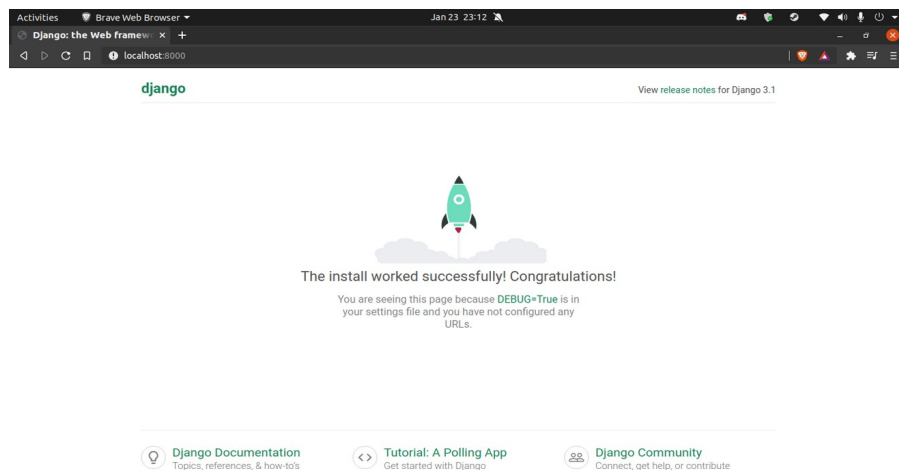 Activities Brave Web Browser Jan 23 23:12
Django: the Web framew
localhost:8000
django View release notes for Django 3.1
The install worked successfully! Congratulations!
You are seeing this page because DEBUG=True is in
your settings file and you have not configured any
URLs.
Django Documentation
Topics, references, & how-to's
Tutorial: A Polling App
Get started with Django
Django Community
Connect, get help, or contribute